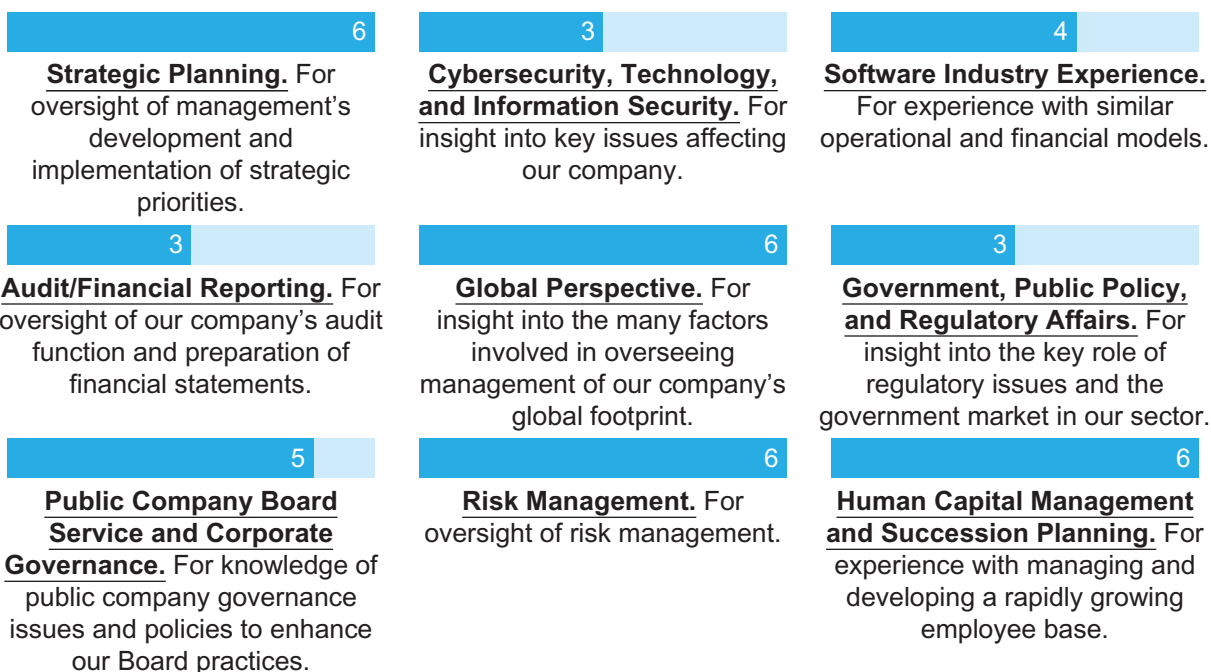 6
Strategic Planning. For
oversight of management's
development and
implementation of strategic
priorities.
3
Cybersecurity, Technology,
and Information Security. For
insight into key issues affecting
our company.
4
Software Industry Experience.
For experience with similar
operational and financial models.
3
Audit/Financial Reporting. For
oversight of our company's audit
function and preparation of
financial statements.
6
Global Perspective. For
insight into the many factors
involved in overseeing
management of our company's
global footprint.
3
Government, Public Policy,
and Regulatory Affairs. For
insight into the key role of
regulatory issues and the
government market in our sector.
5
Public Company Board
Service and Corporate
Governance. For knowledge of
public company governance
issues and policies to enhance
our Board practices.
6
Risk Management. For
oversight of risk management.
6
Human Capital Management
and Succession Planning. For
experience with managing and
developing a rapidly growing
employee base.